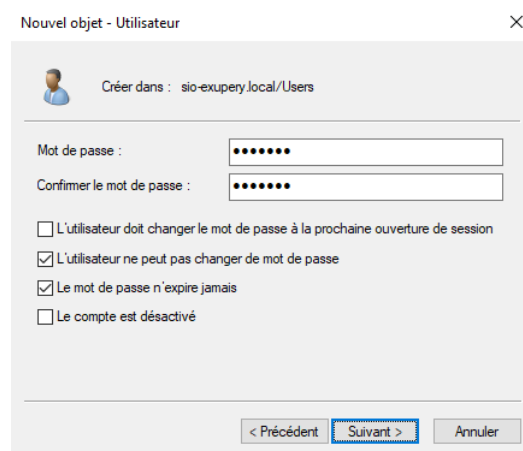 Nouvel objet - Utilisateur
Créer dans : sio-exupery.local/Users
Mot de passe : •••••••
Confirmer le mot de passe : •••••••
L'utilisateur doit changer le mot de passe à la prochaine ouverture de session
L'utilisateur ne peut pas changer de mot de passe
Le mot de passe n'expire jamais
Le compte est désactivé
< Précédent Suivant > Annuler